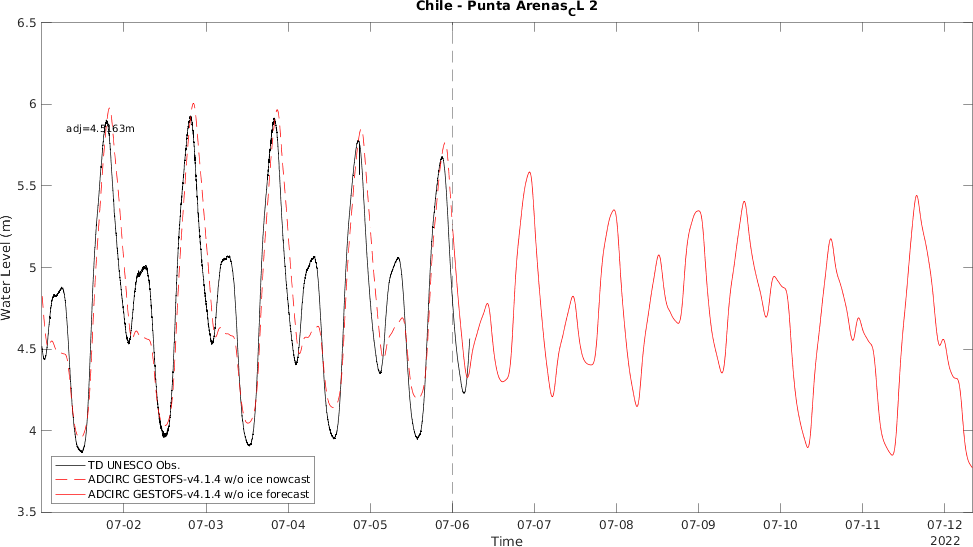 Chile - Punta Arenas_CL 2
6.5
6
5.5
5
4.5
4
3.5
Water Level (m)
adj=4.5163m
TD UNESCO Obs.
ADCIRC GESTOFS-v4.1.4 w/o ice nowcast
ADCIRC GESTOFS-v4.1.4 w/o ice forecast
07-02 07-03 07-04 07-05 07-06 07-07 07-08 07-09 07-10 07-11 07-12
Time
2022